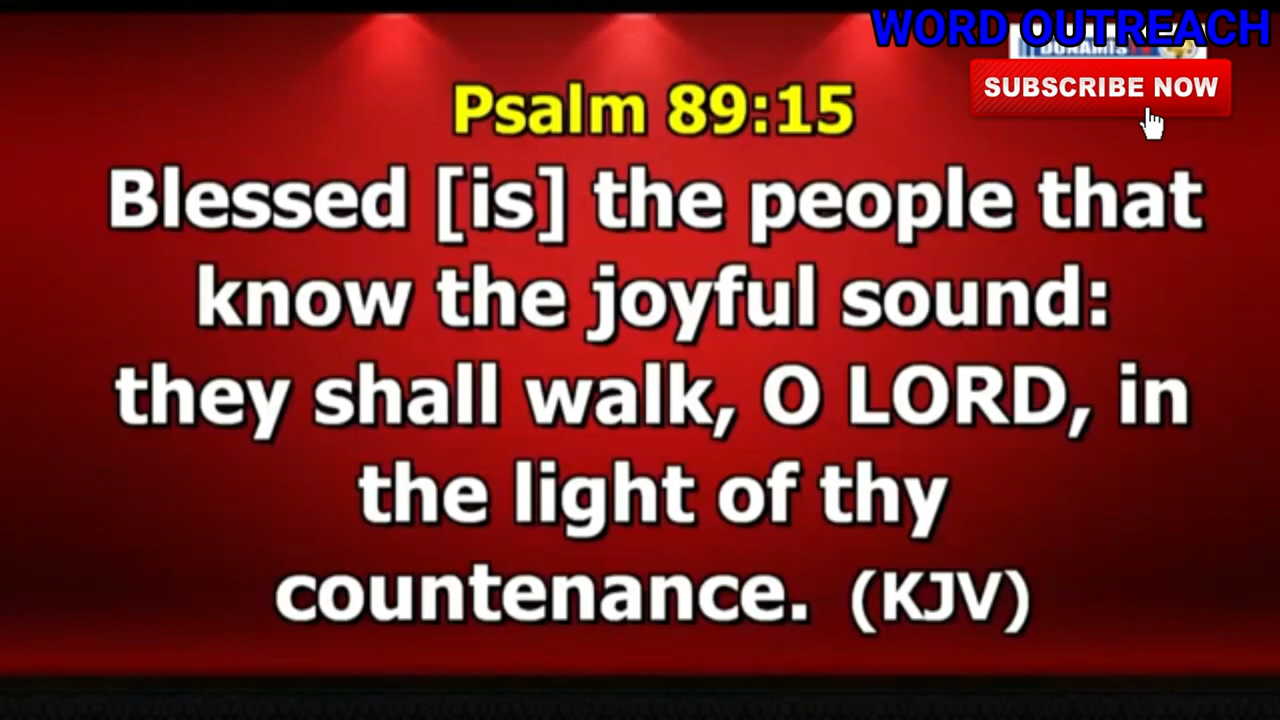 WORD OUTREACH
SUBSCRIBE NOW
Psalm 89:15
Blessed [is] the people that
know the joyful sound:
they shall walk, O LORD, in
the light of thy
countenance. (KJV)